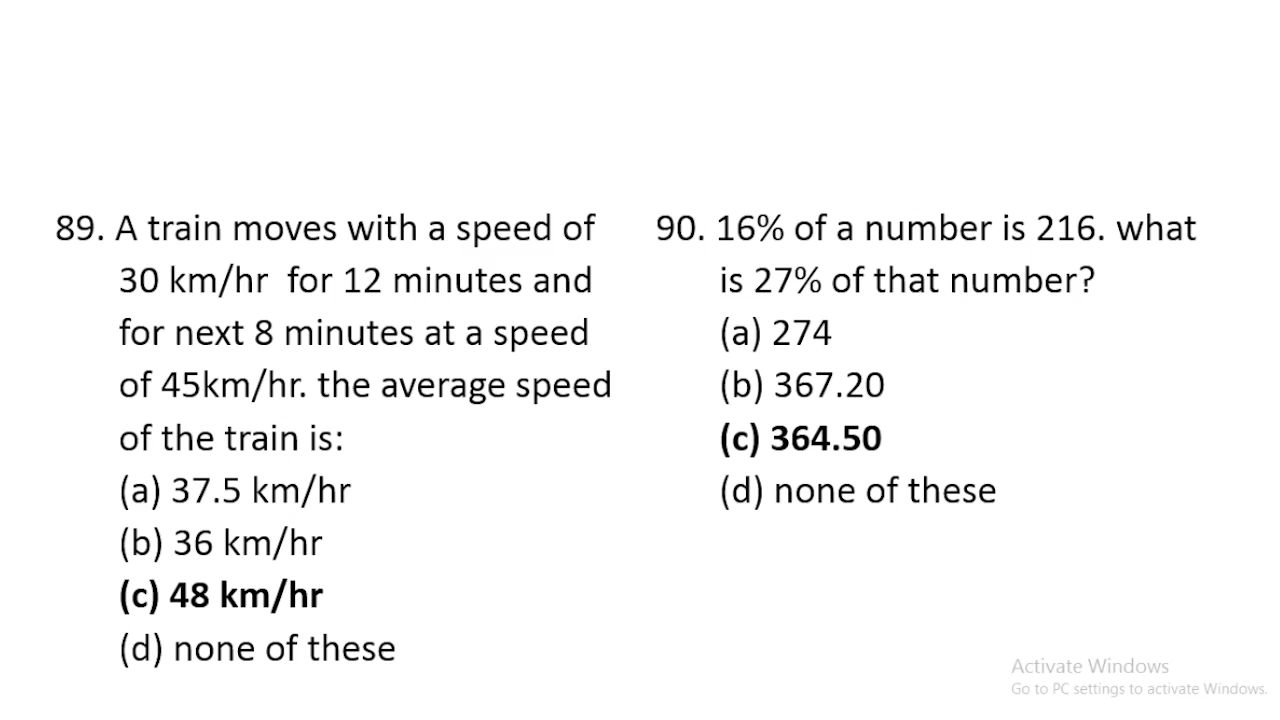 89. A train moves with a speed of
30 km/hr  for 12 minutes and
for next 8 minutes at a speed
of 45km/hr. the average speed
of the train is:
(a) 37.5 km/hr
(b) 36 km/hr
(c) 48 km/hr
(d) none of these
90. 16% of a number is 216. what
is 27% of that number?
(a) 274
(b) 367.20
(c) 364.50
(d) none of these
Activate Windows
Go to PC settings to activate Windows.